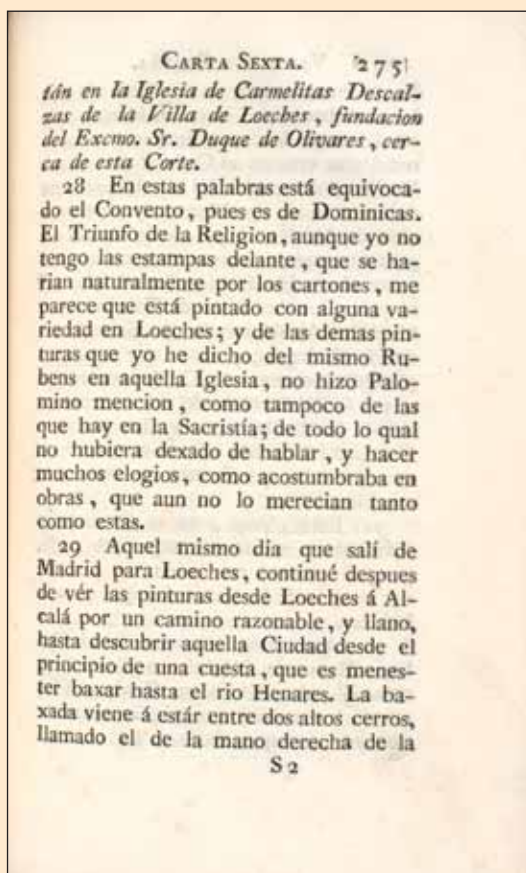 CARTA SEXTA. 275
tán en la Iglesia de Carmelitas Descal-
zas de la Villa de Loeches, fundacion
del Excmo. Sr. Duque de Olivares, cer-
ca de esta Corte.
28 En estas palabras está equivoca-
do el Convento, pues es de Dominicas.
El Triunfo de la Religion, aunque yo no
tengo las estampas delante, que se ha-
rian naturalmente por los cartones, me
parece que está pintado con alguna va-
riedad en Loeches; y de las demas pin-
turas que yo he dicho del mismo Ru-
bens en aquella Iglesia, no hizo Palo-
mino mencion, como tampoco de las
que hay en la Sacristía; de todo lo qual
no hubiera dexado de hablar, y hacer
muchos elogios, como acostumbraba en
obras, que aun no lo merecian tanto
como estas.
29 Aquel mismo dia que salí de
Madrid para Loeches, continué despues
de vér las pinturas desde Loeches á Al-
calá por un camino razonable, y llano,
hasta descubrir aquella Ciudad desde el
principio de una cuesta, que es menes-
ter baxar hasta el rio Henares. La ba-
xada viene á estár entre dos altos cerros,
llamado el de la mano derecha de la
S 2